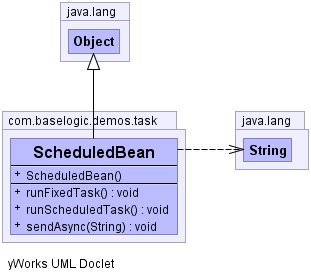 java.lang
Object
com.baselogic.demos.task
ScheduledBean
+ ScheduledBean()
+ runFixedTask() : void
+ runScheduledTask() : void
+ sendAsync(String) : void
java.lang
String
yWorks UML Doclet